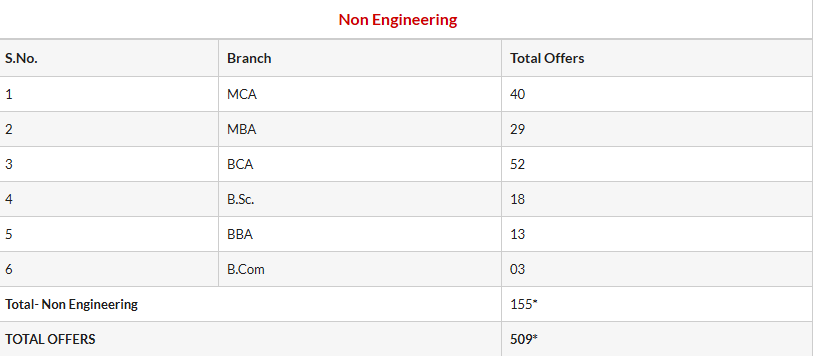 Non Engineering
S.No. Branch Total Offers
1 MCA 40
2 MBA 29
3 BCA 52
4 B.Sc. 18
5 BBA 13
6 B.Com 03
Total- Non Engineering 155*
TOTAL OFFERS 509*